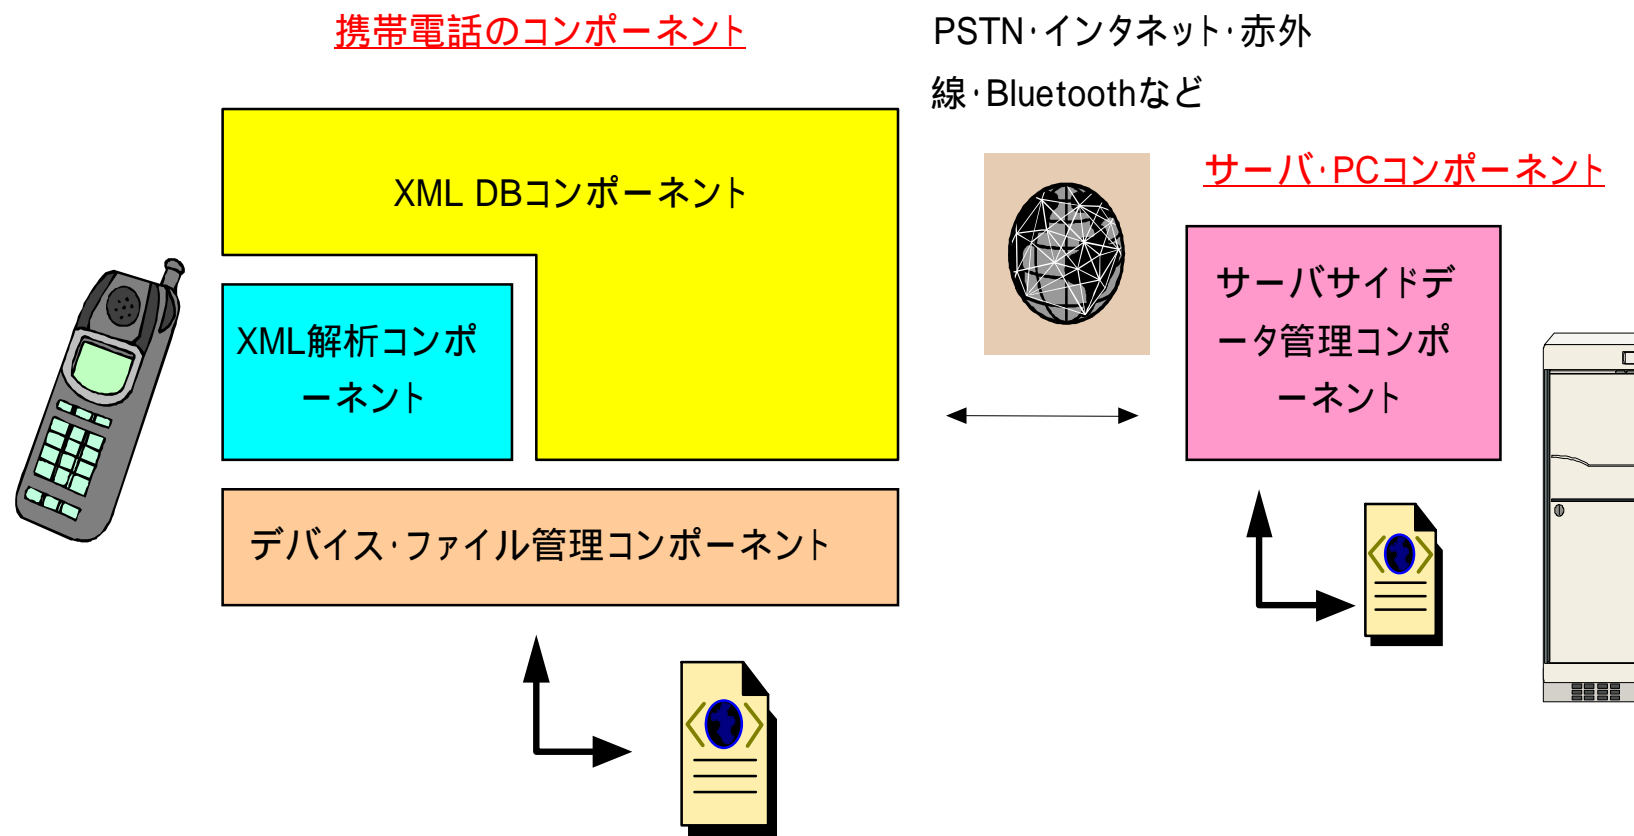 携帯電話のコンポーネント
PSTN・インタネット・赤外
線・Bluetoothなど
サーバ・PCコンポーネント
XML DBコンポーネント
サーバサイドデ
ータ管理コンポ
ーネント
XML解析コンポ
ーネント
デバイス・ファイル管理コンポーネント